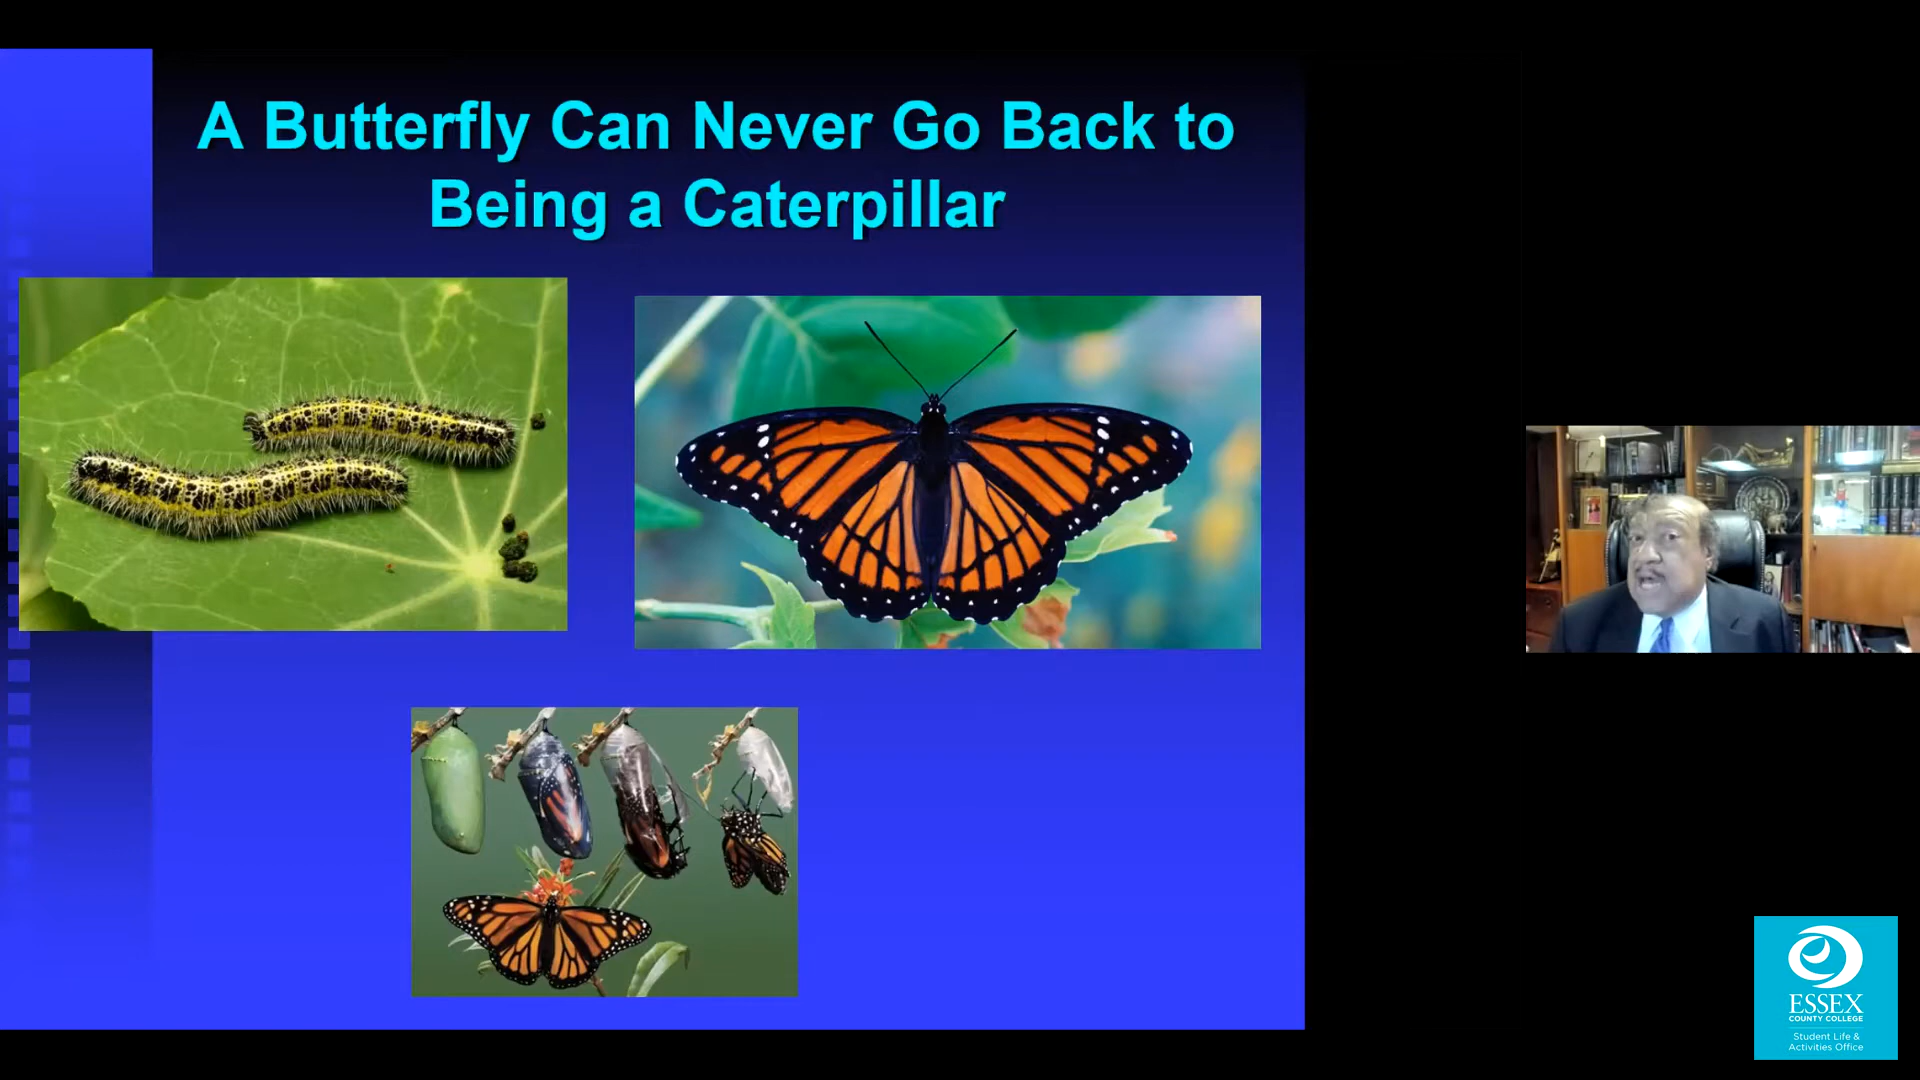 A Butterfly Can Never Go Back to
Being a Caterpillar
ESSEX
COUNTY COLLEGE
Student Life &
Activities Office